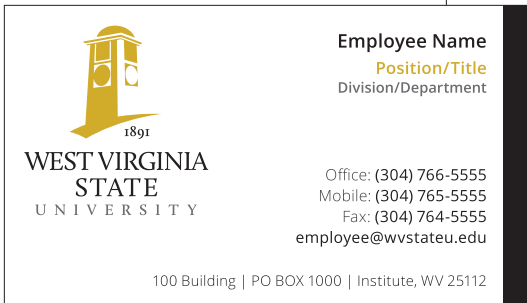 1891
WEST VIRGINIA
STATE
UNIVERSITY
Employee Name
Position/Title
Division/Department
Office: (304) 766-5555
Mobile: (304) 765-5555
Fax: (304) 764-5555
employee@wvstateu.edu
100 Building | PO BOX 1000 | Institute, WV 25112